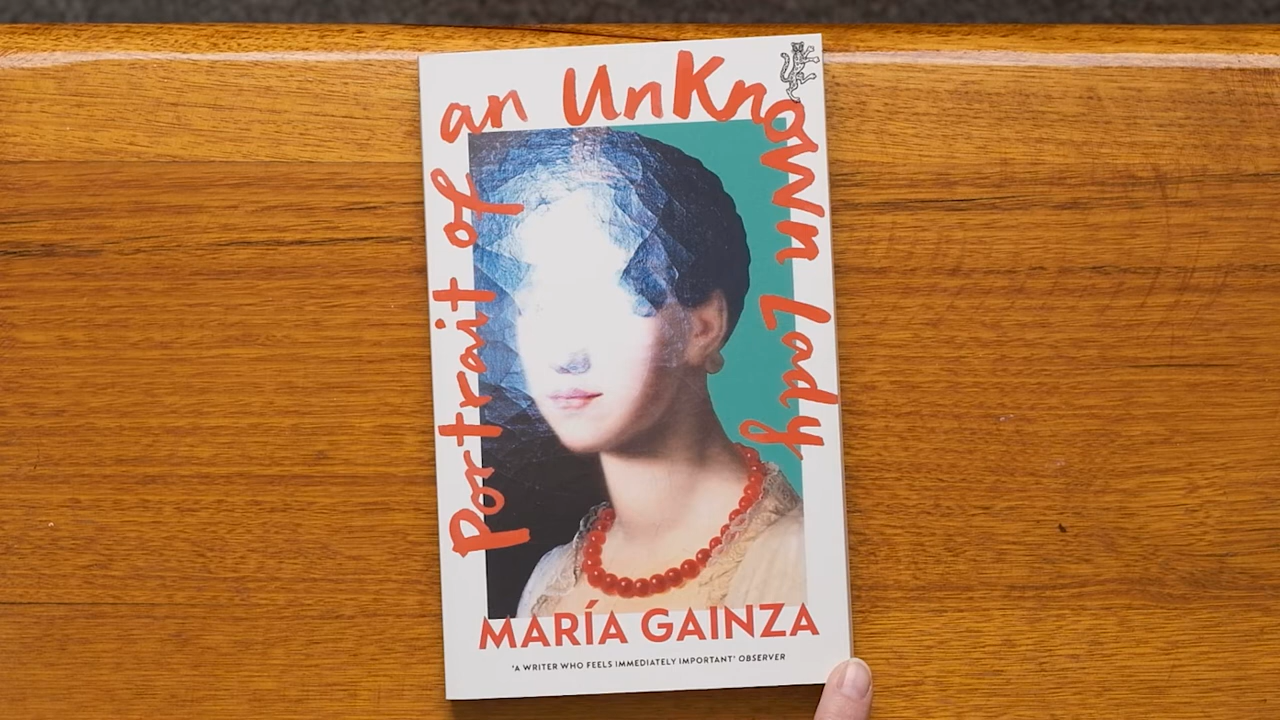 Portrait of an UnKnown Lady
MARÍA GAINZA
'A WRITER WHO FEELS IMMEDIATELY IMPORTANT' OBSERVER